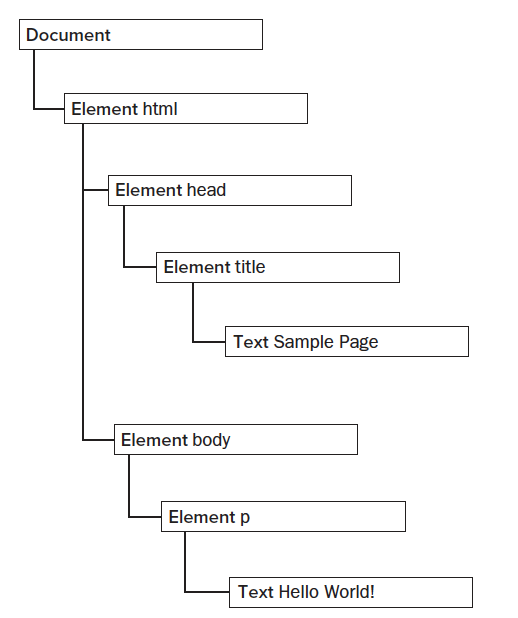 Document
Element html
Element head
Element title
Text Sample Page
Element body
Element p
Text Hello World!